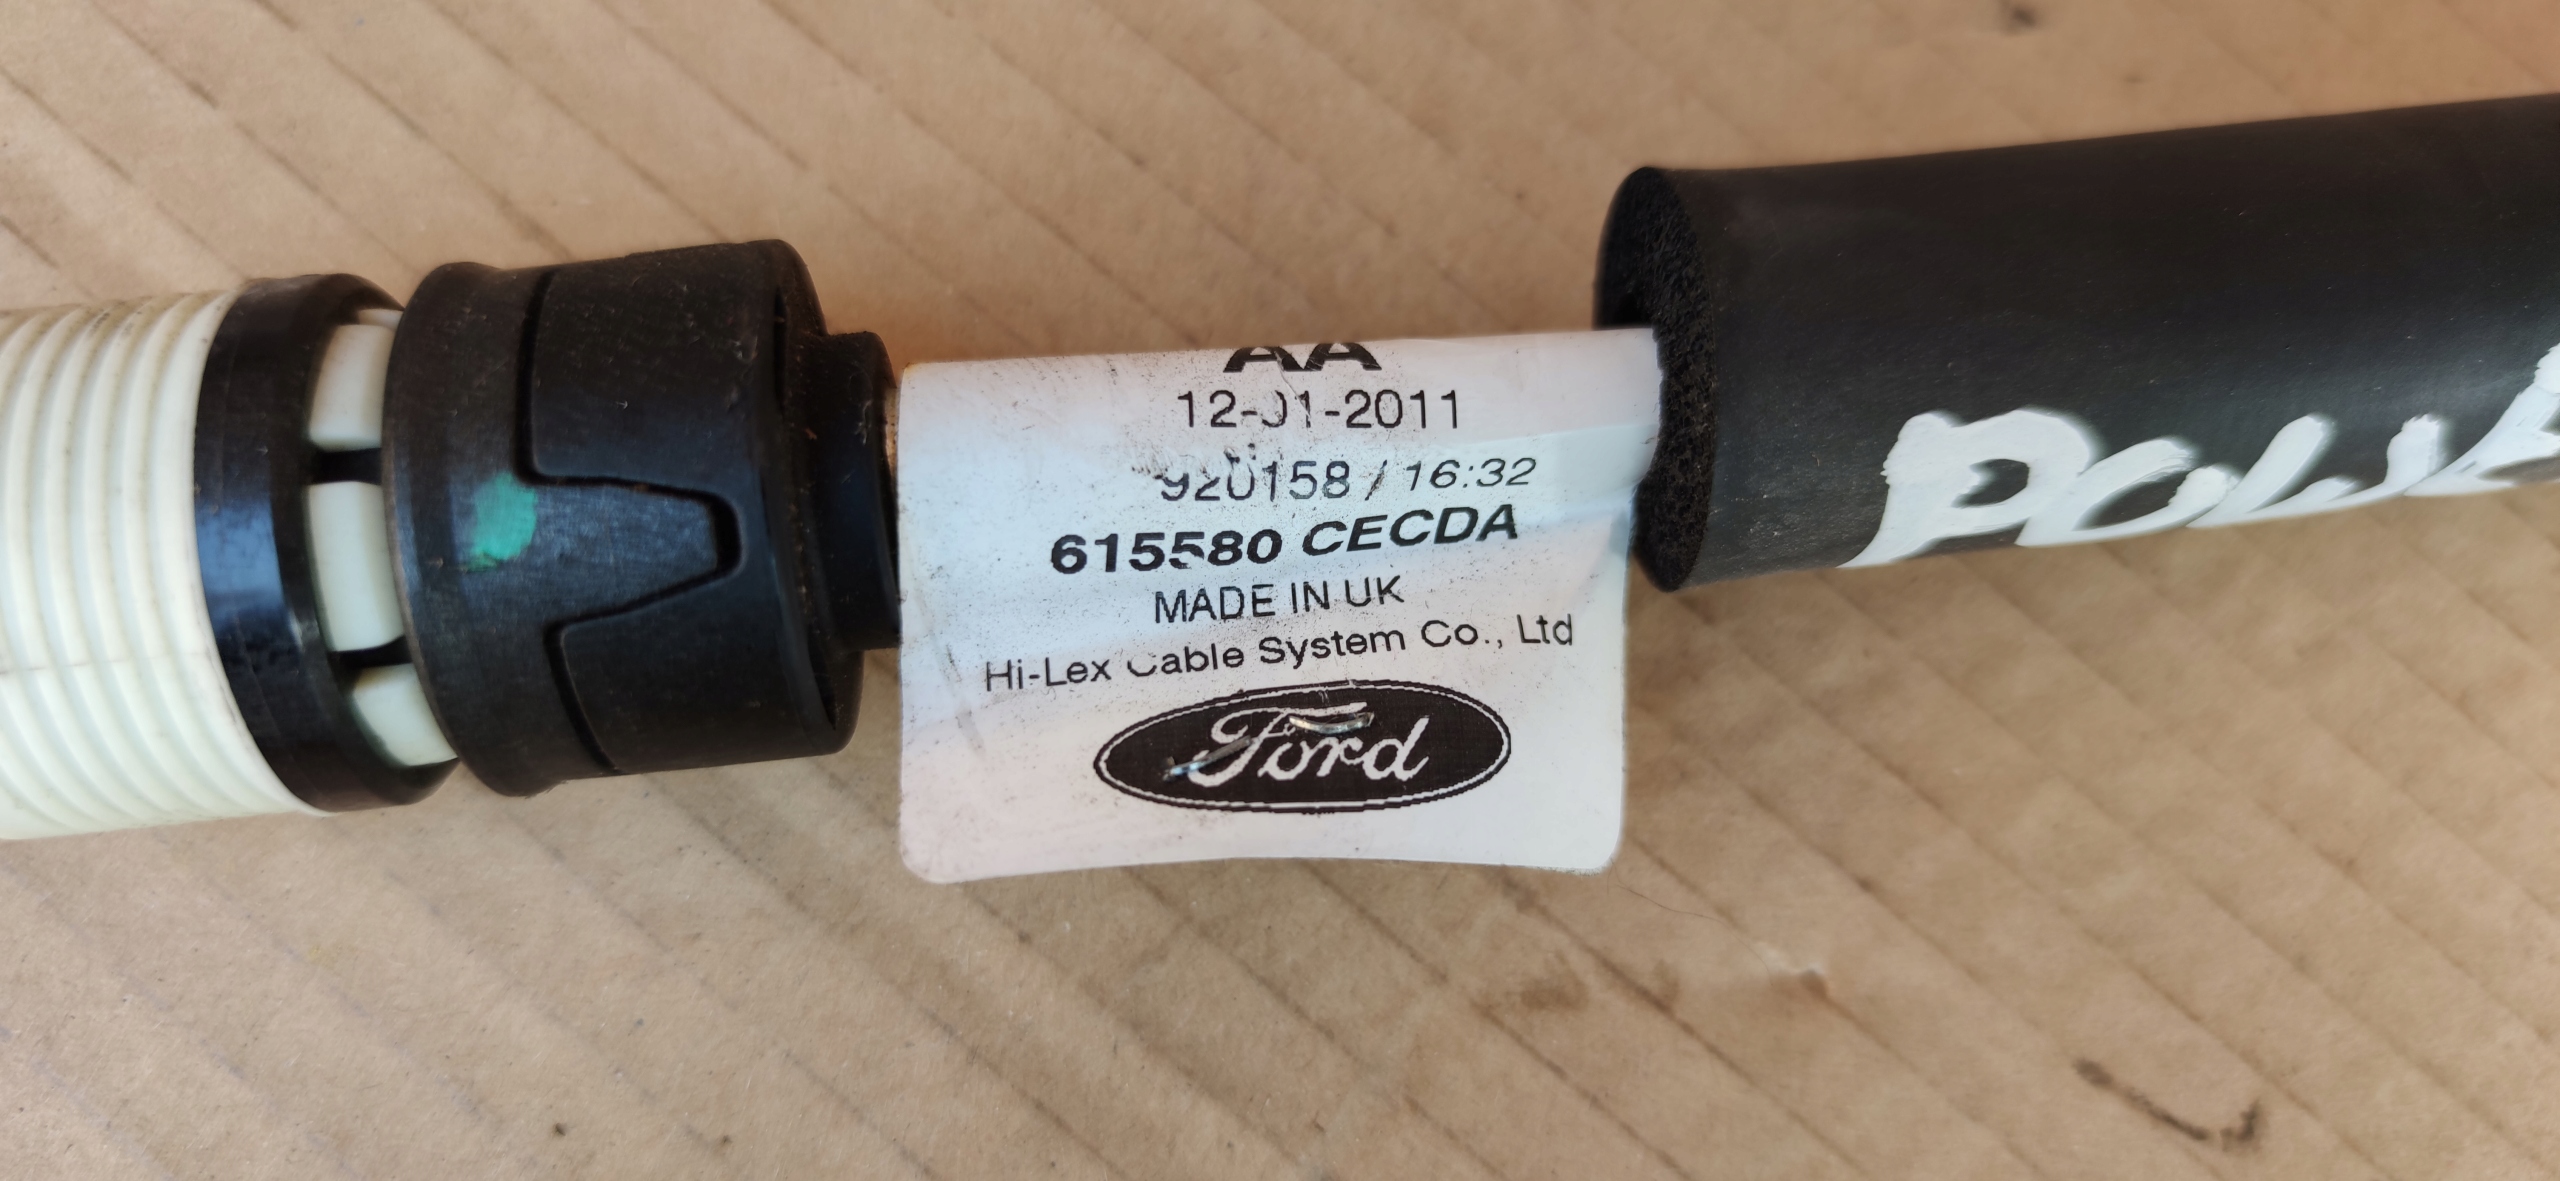 AA
12-01-2011
920158 / 16:32
615580 CECDA
MADE IN UK
Hi-Lex Cable System Co., Ltd
Ford